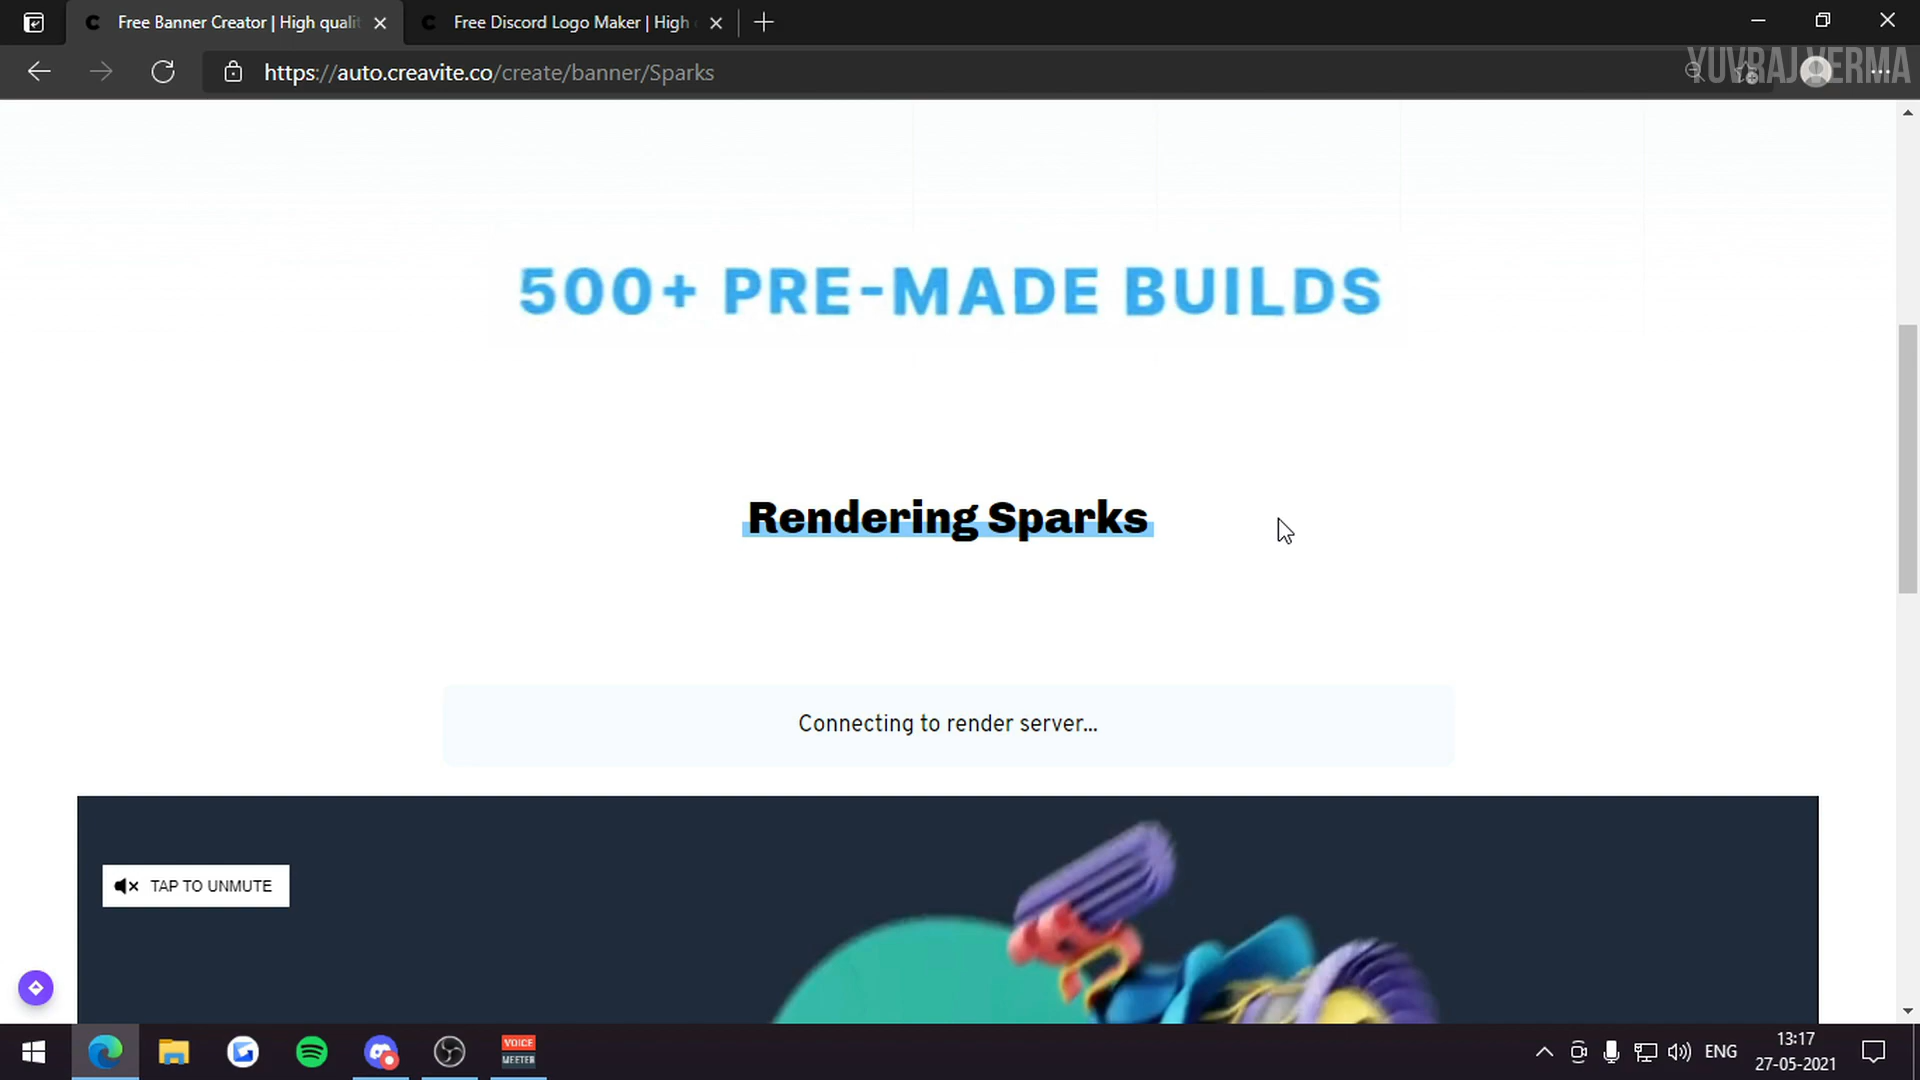 Free Banner Creator | High quali
Free Discord Logo Maker | High
https://auto.creavite.co/create/banner/Sparks
YUVRAJ VERMA
500+ PRE-MADE BUILDS
Rendering Sparks
Connecting to render server...
TAP TO UNMUTE
VOICE
MEETER
ENG
13:17
27-05-2021